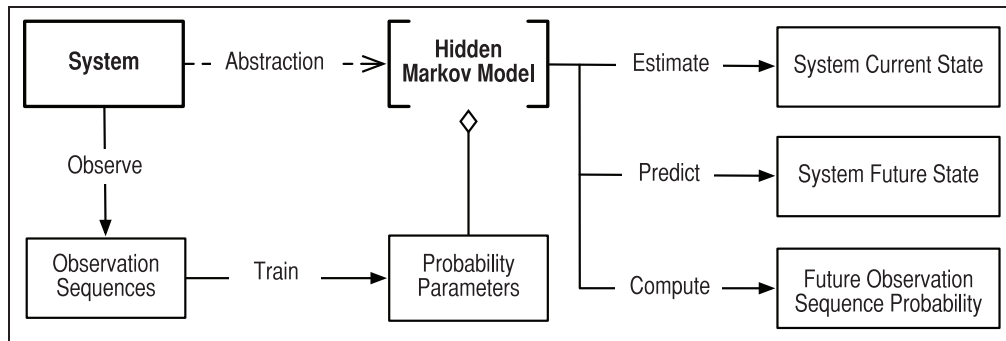 System
Abstraction
Hidden
Markov Model
Estimate
System Current State
Observe
Predict
System Future State
Observation
Sequences
Train
Probability
Parameters
Compute
Future Observation
Sequence Probability